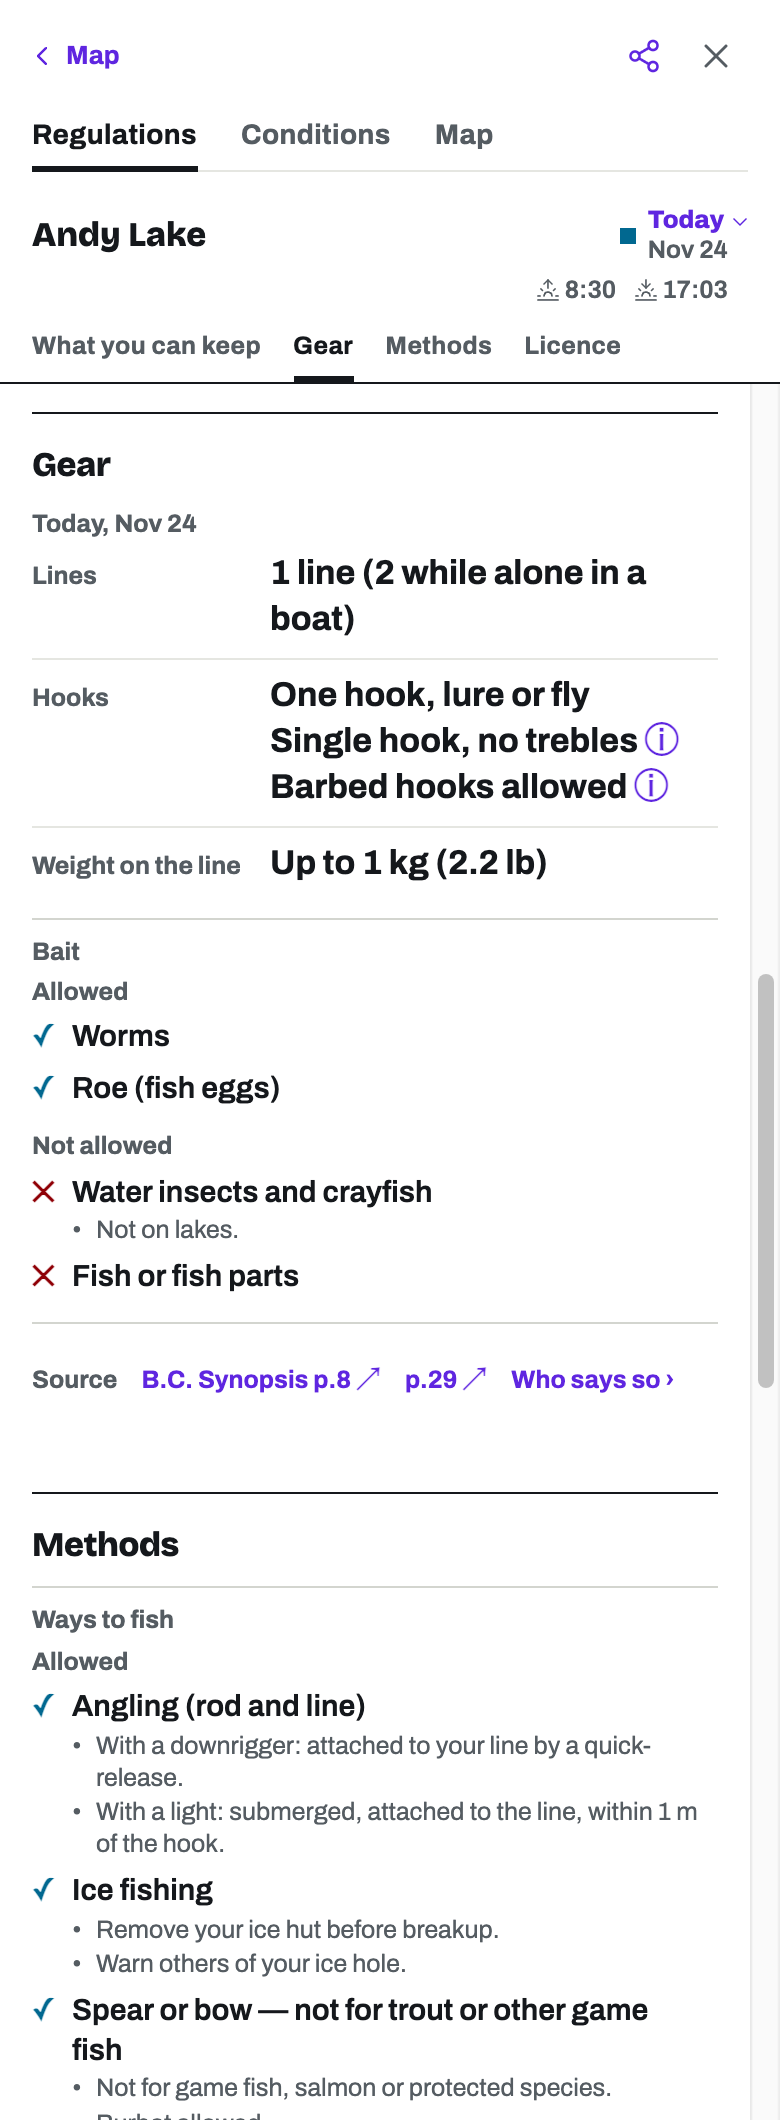 Map
Regulations Conditions Map
Andy Lake
Today
Nov 24
8:30 17:03
What you can keep Gear Methods Licence
Gear
Today, Nov 24
Lines
1 line (2 while alone in a
boat)
Hooks
One hook, lure or fly
Single hook, no trebles
Barbed hooks allowed
Weight on the line Up to 1 kg (2.2 lb)
Bait
Allowed
✓ Worms
✓ Roe (fish eggs)
Not allowed
✕ Water insects and crayfish
• Not on lakes.
✕ Fish or fish parts
Source B.C. Synopsis p.8 ↗ p.29 ↗ Who says so ›
Methods
Ways to fish
Allowed
✓ Angling (rod and line)
• With a downrigger: attached to your line by a quick-
release.
• With a light: submerged, attached to the line, within 1 m
of the hook.
✓ Ice fishing
• Remove your ice hut before breakup.
• Warn others of your ice hole.
✓ Spear or bow — not for trout or other game
fish
• Not for game fish, salmon or protected species.
Burbot allowed